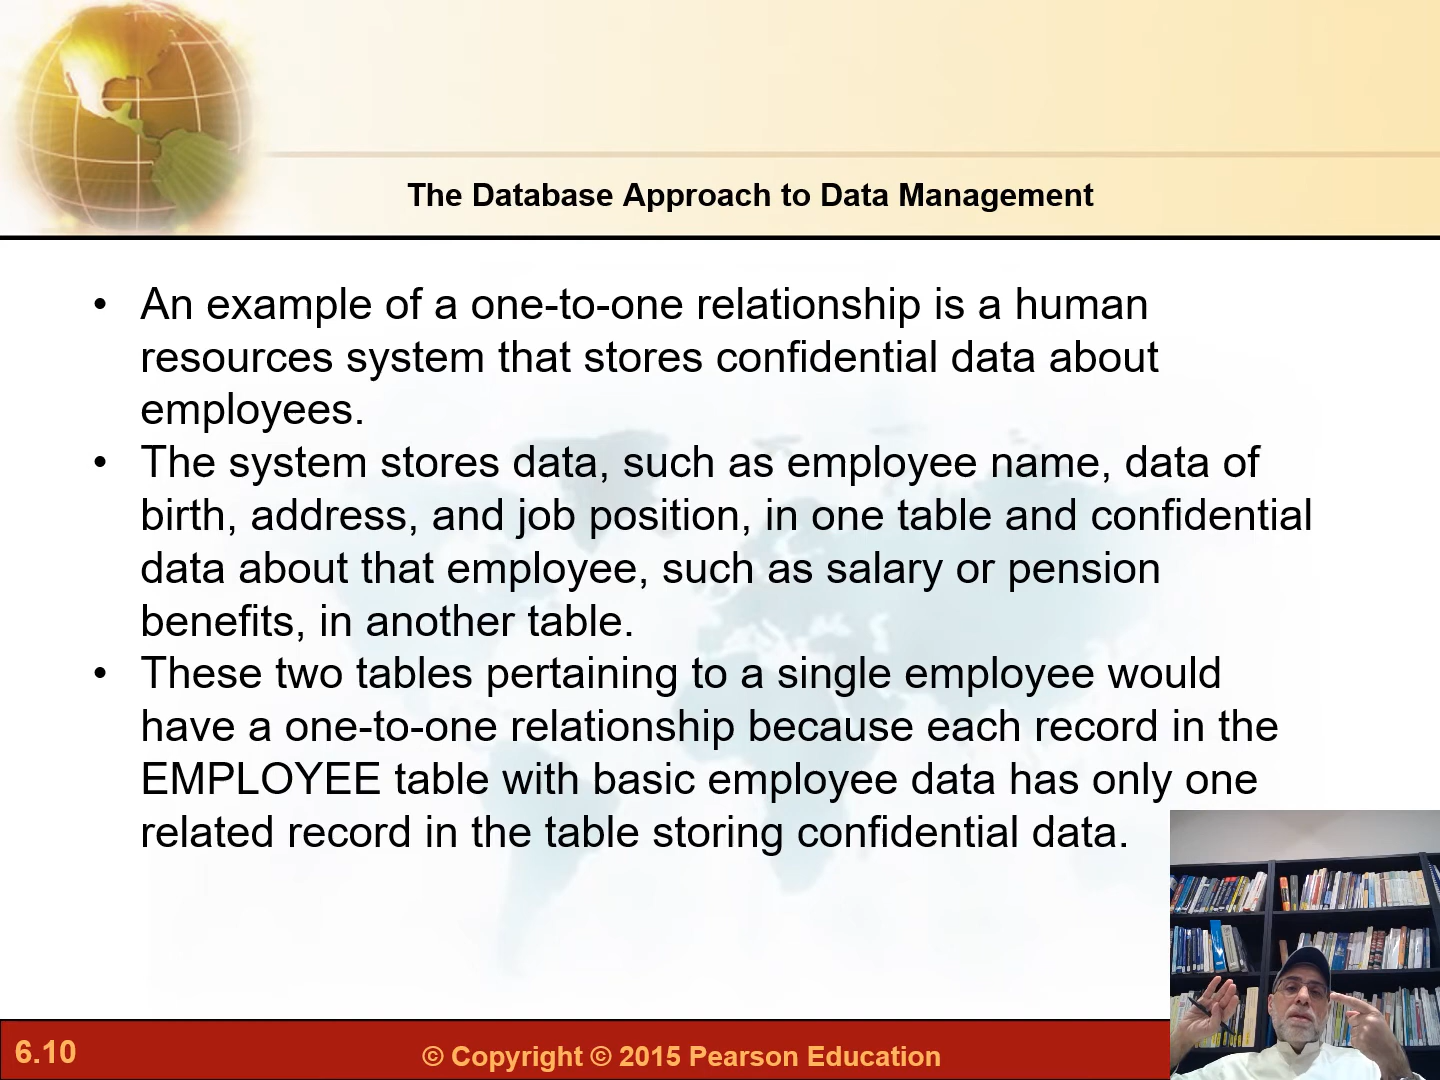 The Database Approach to Data Management
• An example of a one-to-one relationship is a human
resources system that stores confidential data about
employees.
• The system stores data, such as employee name, data of
birth, address, and job position, in one table and confidential
data about that employee, such as salary or pension
benefits, in another table.
• These two tables pertaining to a single employee would
have a one-to-one relationship because each record in the
EMPLOYEE table with basic employee data has only one
related record in the table storing confidential data.
6.10
© Copyright © 2015 Pearson Education